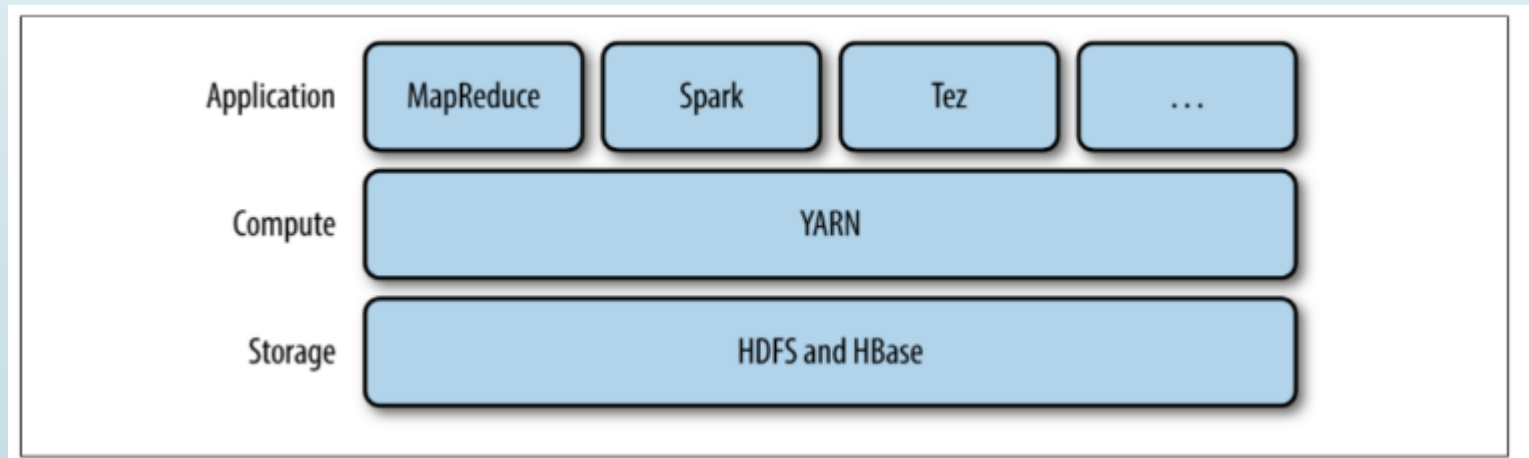 Application MapReduce Spark Tez ...
Compute YARN
Storage HDFS and HBase